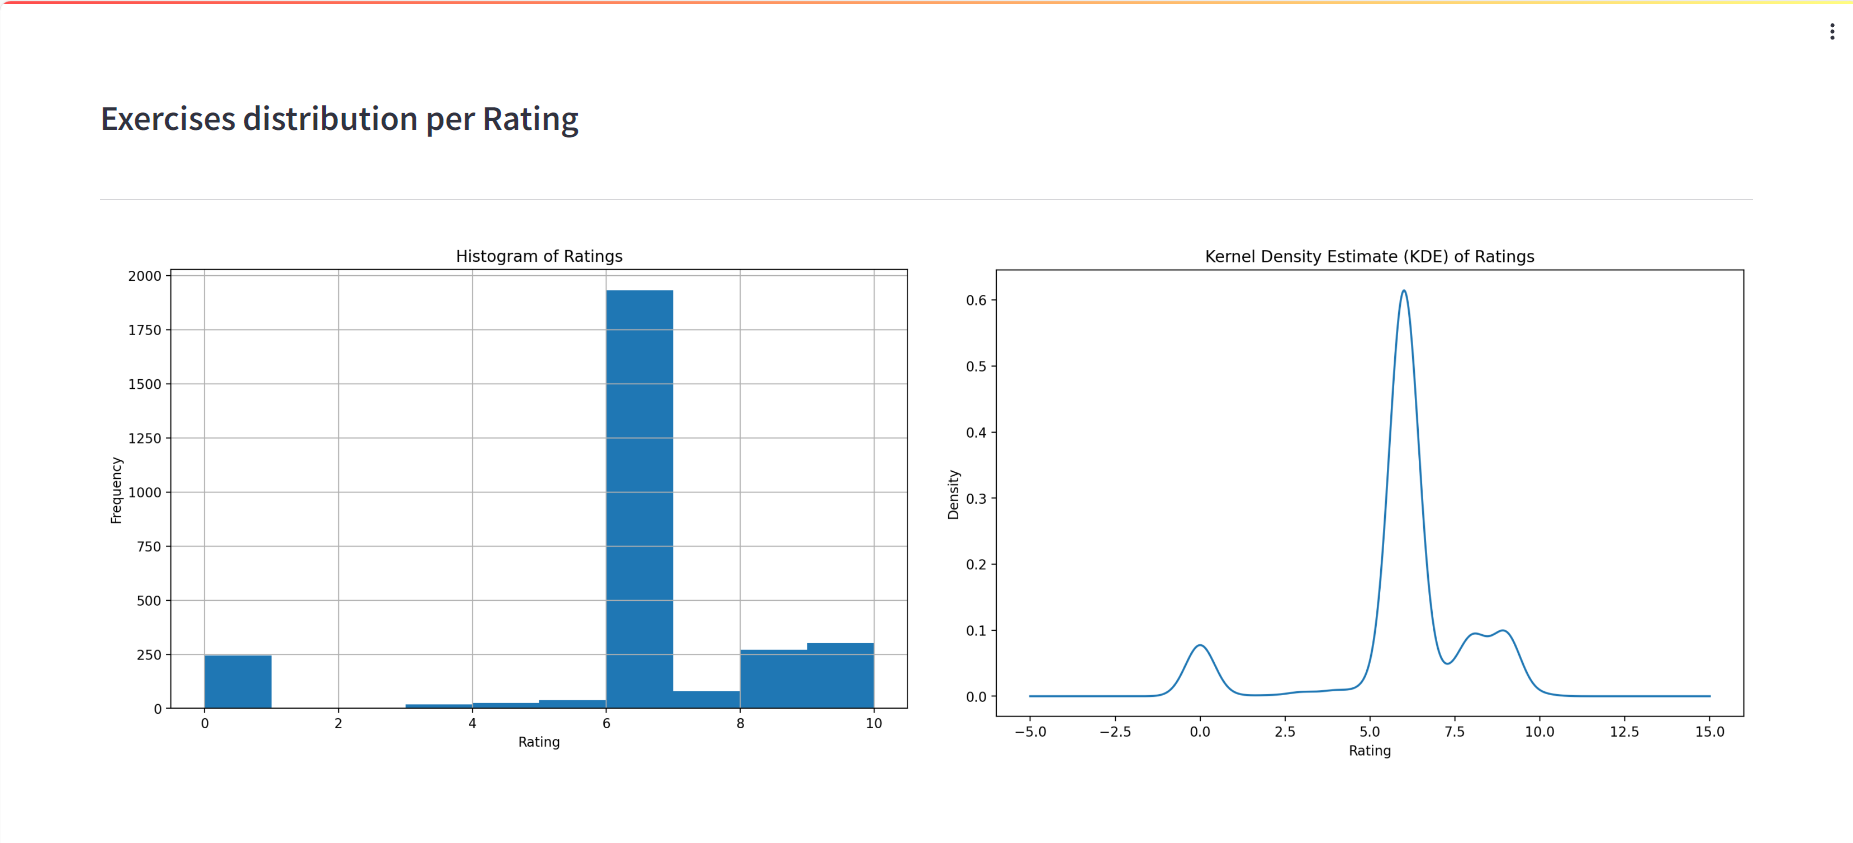 Exercises distribution per Rating
Histogram of Ratings
2000
1750
1500
1250
1000
750
500
250
0
Frequency
0 2 4 6 8 10
Rating
Kernel Density Estimate (KDE) of Ratings
0.6
0.5
0.4
0.3
0.2
0.1
0.0
Density
−5.0 −2.5 0.0 2.5 5.0 7.5 10.0 12.5 15.0
Rating